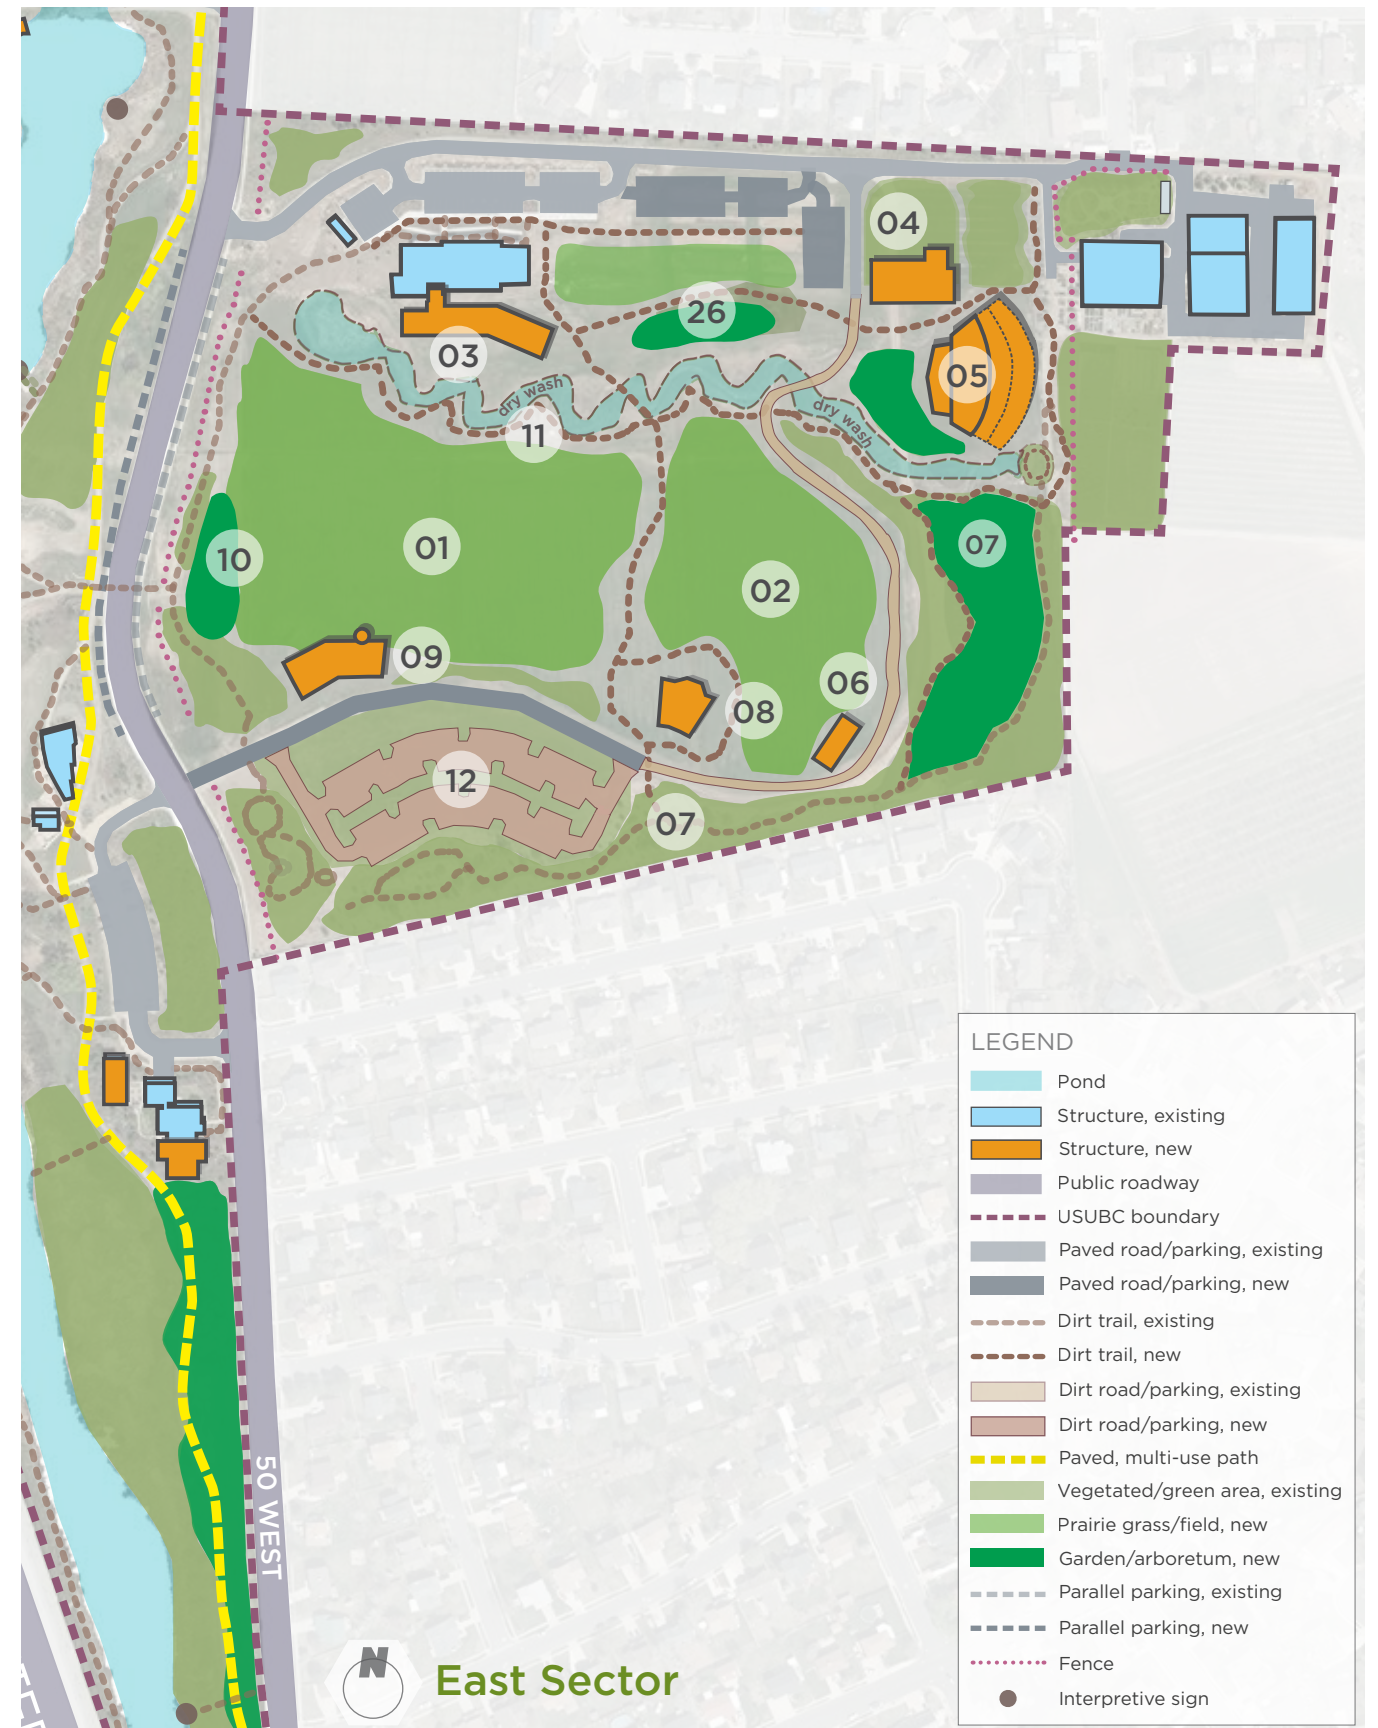 04
26
03
05
dry wash
dry wash
11
07
10
01
02
09
06
08
12
07
LEGEND
Pond
Structure, existing
Structure, new
Public roadway
USUBC boundary
Paved road/parking, existing
Paved road/parking, new
Dirt trail, existing
Dirt trail, new
Dirt road/parking, existing
Dirt road/parking, new
Paved, multi-use path
Vegetated/green area, existing
Prairie grass/field, new
Garden/arboretum, new
Parallel parking, existing
Parallel parking, new
Fence
Interpretive sign
50 WEST
N
East Sector